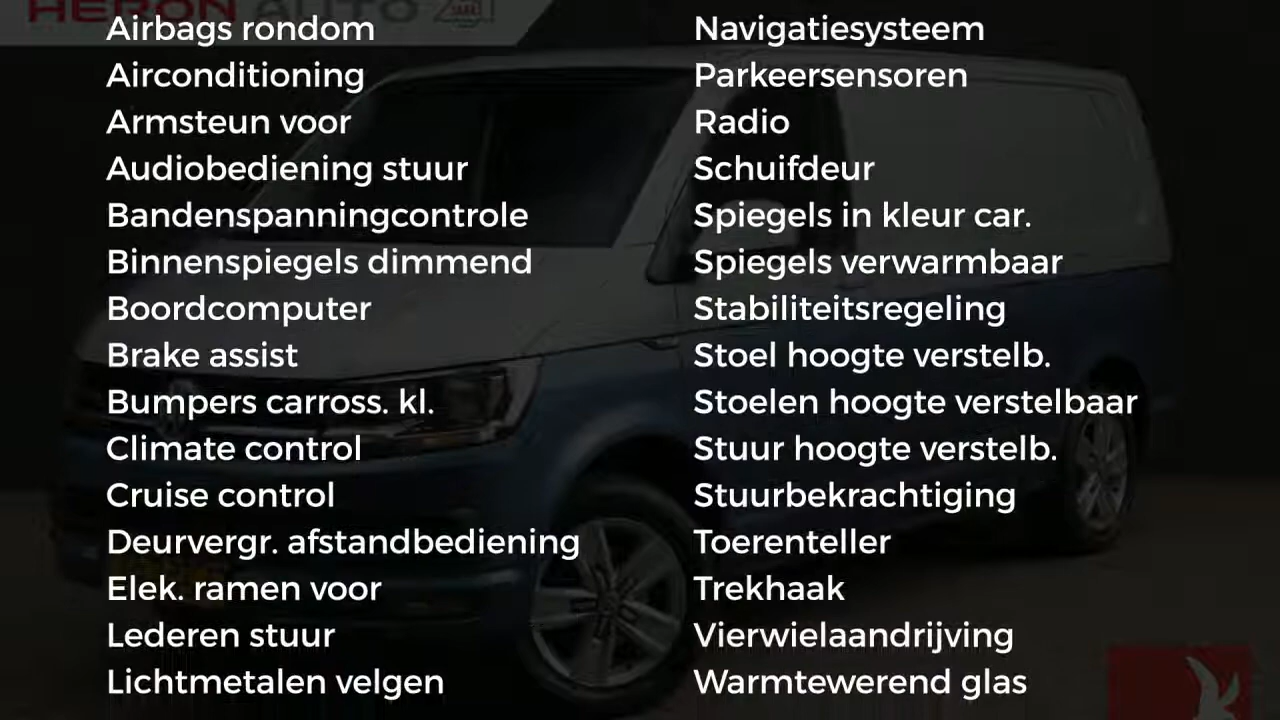 HERON AUTO
Airbags rondom
Airconditioning
Armsteun voor
Audiobediening stuur
Bandenspanningcontrole
Binnenspiegels dimmend
Boordcomputer
Brake assist
Bumpers carross. kl.
Climate control
Cruise control
Deurvergr. afstandbediening
Elek. ramen voor
Lederen stuur
Lichtmetalen velgen
Navigatiesysteem
Parkeersensoren
Radio
Schuifdeur
Spiegels in kleur car.
Spiegels verwarmbaar
Stabiliteitsregeling
Stoel hoogte verstelb.
Stoelen hoogte verstelbaar
Stuur hoogte verstelb.
Stuurbekrachtiging
Toerenteller
Trekhaak
Vierwielaandrijving
Warmtewerend glas